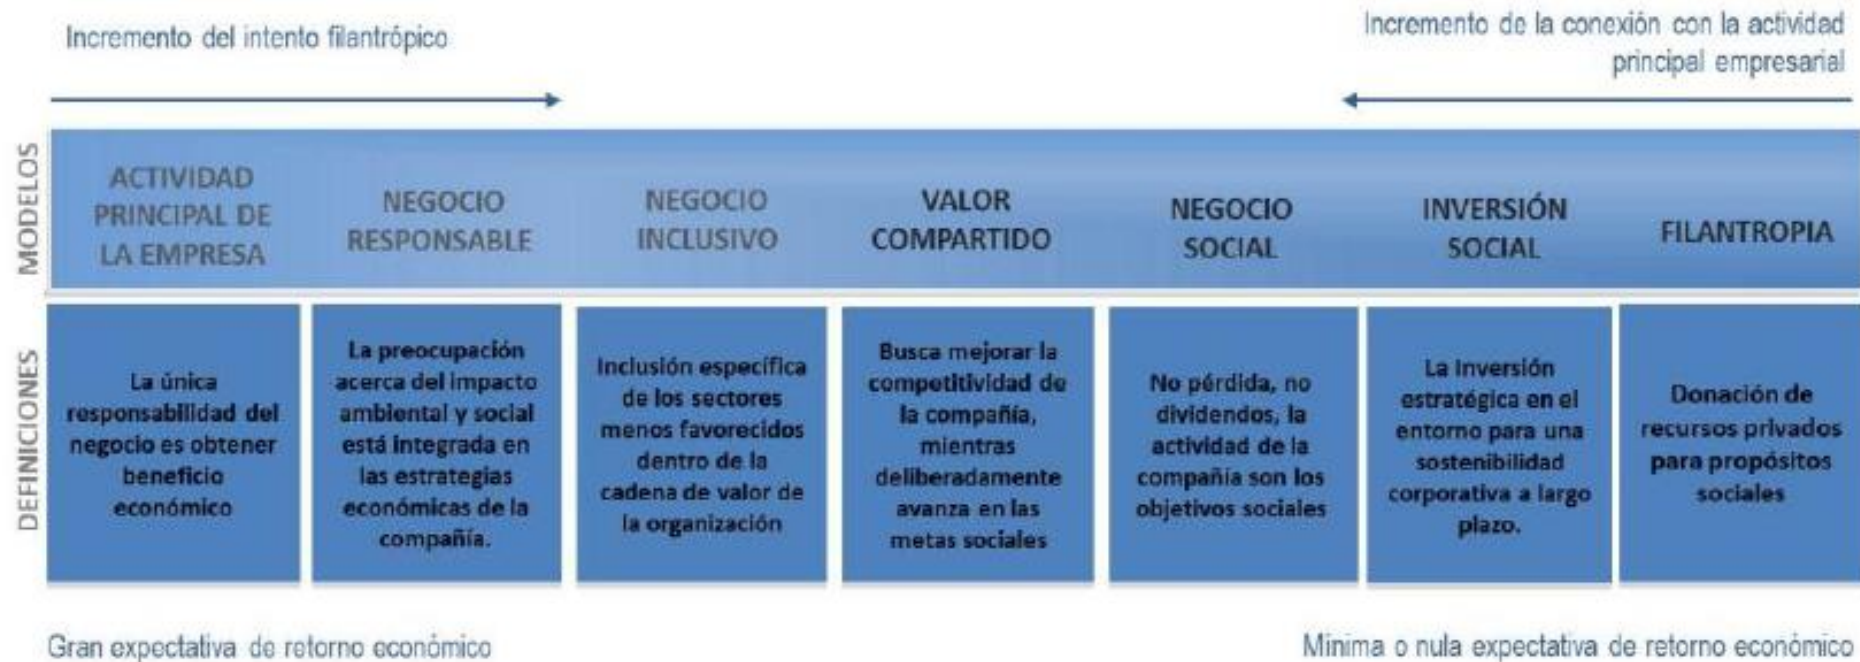 Incremento del intento filantrópico
Incremento de la conexión con la actividad
principal empresarial
MODELOS
ACTIVIDAD
PRINCIPAL DE
LA EMPRESA
NEGOCIO
RESPONSABLE
NEGOCIO
INCLUSIVO
VALOR
COMPARTIDO
NEGOCIO
SOCIAL
INVERSIÓN
SOCIAL
FILANTROPIA
DEFINICIONES
La única
responsabilidad del
negocio es obtener
beneficio
económico
La preocupación
acerca del impacto
ambiental y social
está integrada en
las estrategias
económicas de la
compañía.
Inclusión específica
de los sectores
menos favorecidos
dentro de la
cadena de valor de
la organización
Busca mejorar la
competitividad de
la compañía,
mientras
deliberadamente
avanza en las
metas sociales
No pérdida, no
dividendos, la
actividad de la
compañía son los
objetivos sociales
La inversión
estratégica en el
entorno para una
sostenibilidad
corporativa a largo
plazo.
Donación de
recursos privados
para propósitos
sociales
Gran expectativa de retorno económico
Mínima o nula expectativa de retorno económico